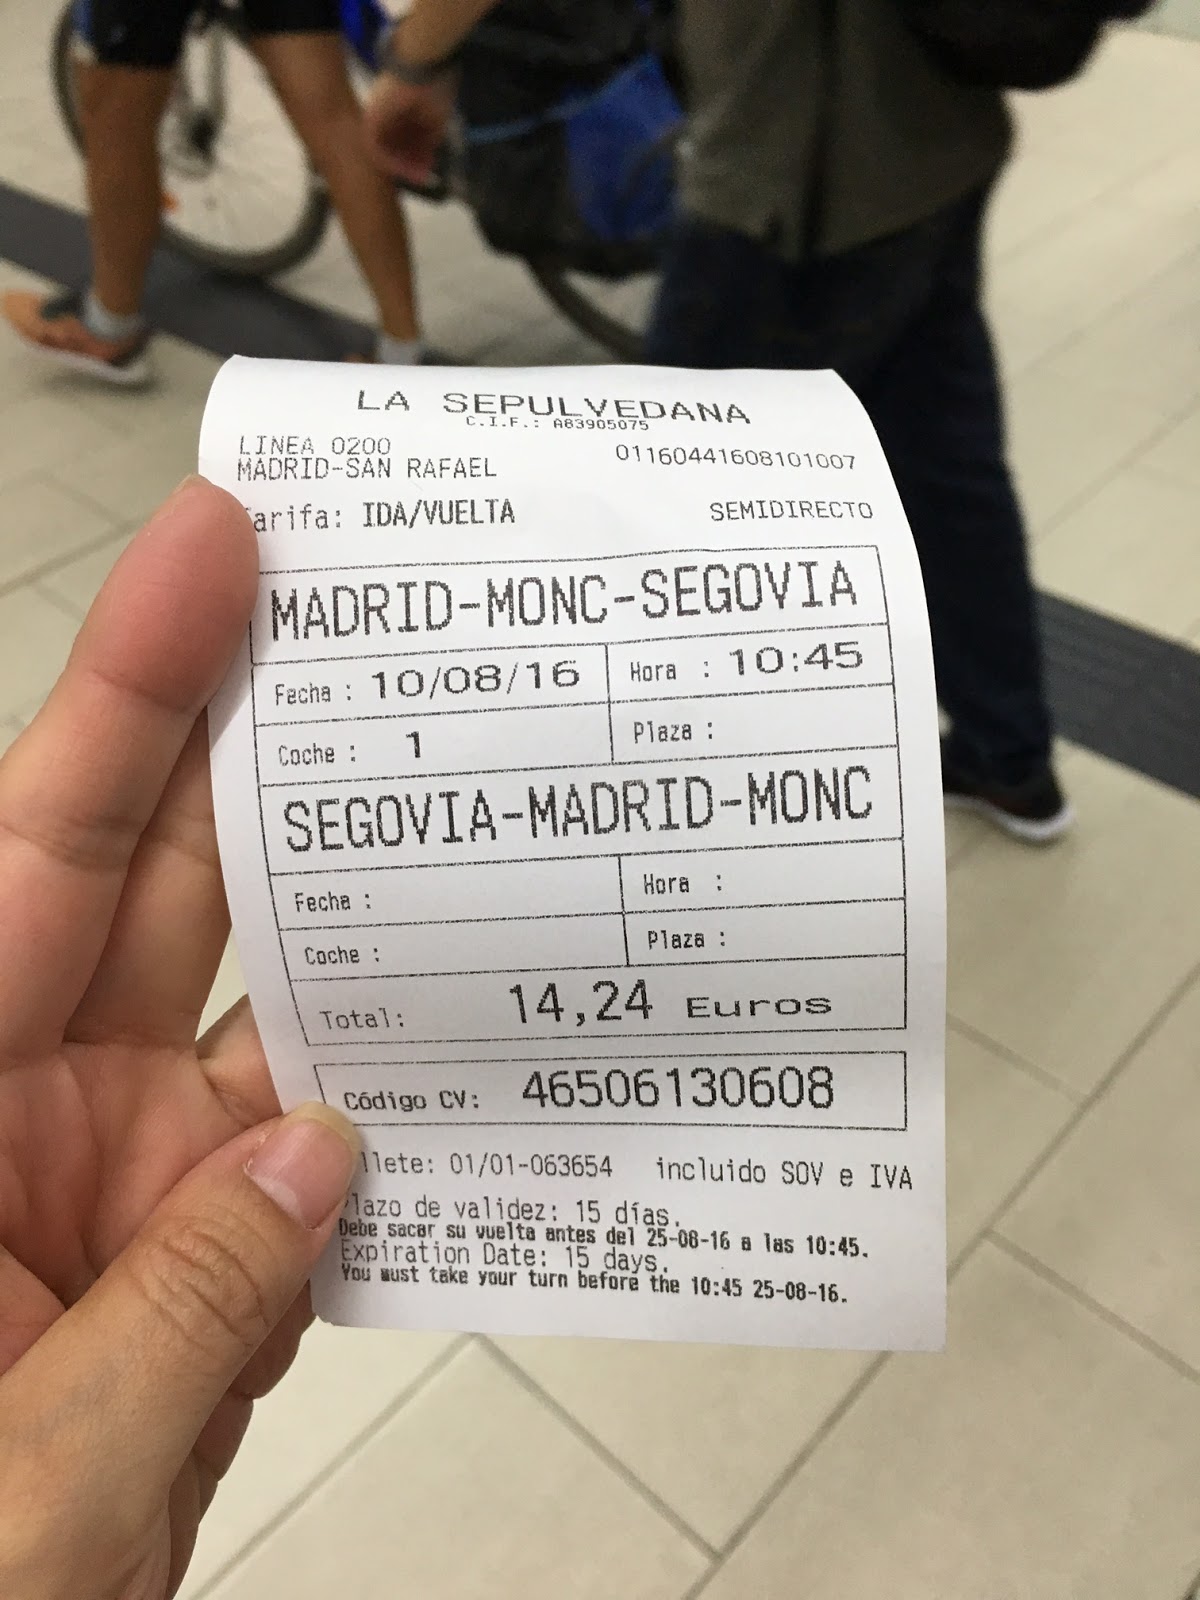 LA SEPULVEDANA
C.I.F.: A83905075
LINEA 0200
MADRID-SAN RAFAEL
01160441608101007
arifa: IDA/VUELTA
SEMIDIRECTO
MADRID-MONC-SEGOVIA
Fecha : 10/08/16
Hora : 10:45
Coche : 1
Plaza :
SEGOVIA-MADRID-MONC
Fecha :
Hora :
Coche :
Plaza :
Total: 14,24 Euros
Código CV: 46506130608
llete: 01/01-063654 incluido SOV e IVA
lazo de validez: 15 días.
Debe sacar su vuelta antes del 25-08-16 a las 10:45.
Expiration Date: 15 days.
You must take your turn before the 10:45 25-08-16.